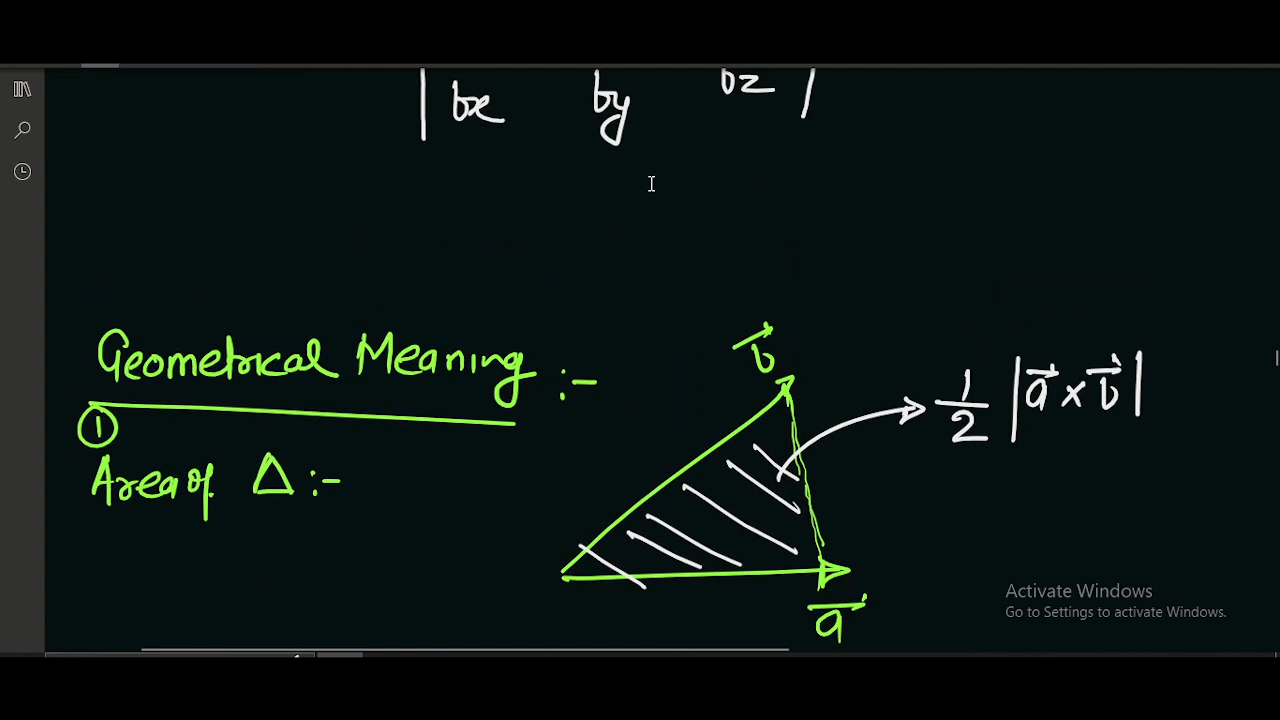 | bx by bz |
Geometrical Meaning :-
①
Area of Δ :-
b⃗
1/2 |a⃗ × b⃗|
a⃗
Activate Windows
Go to Settings to activate Windows.